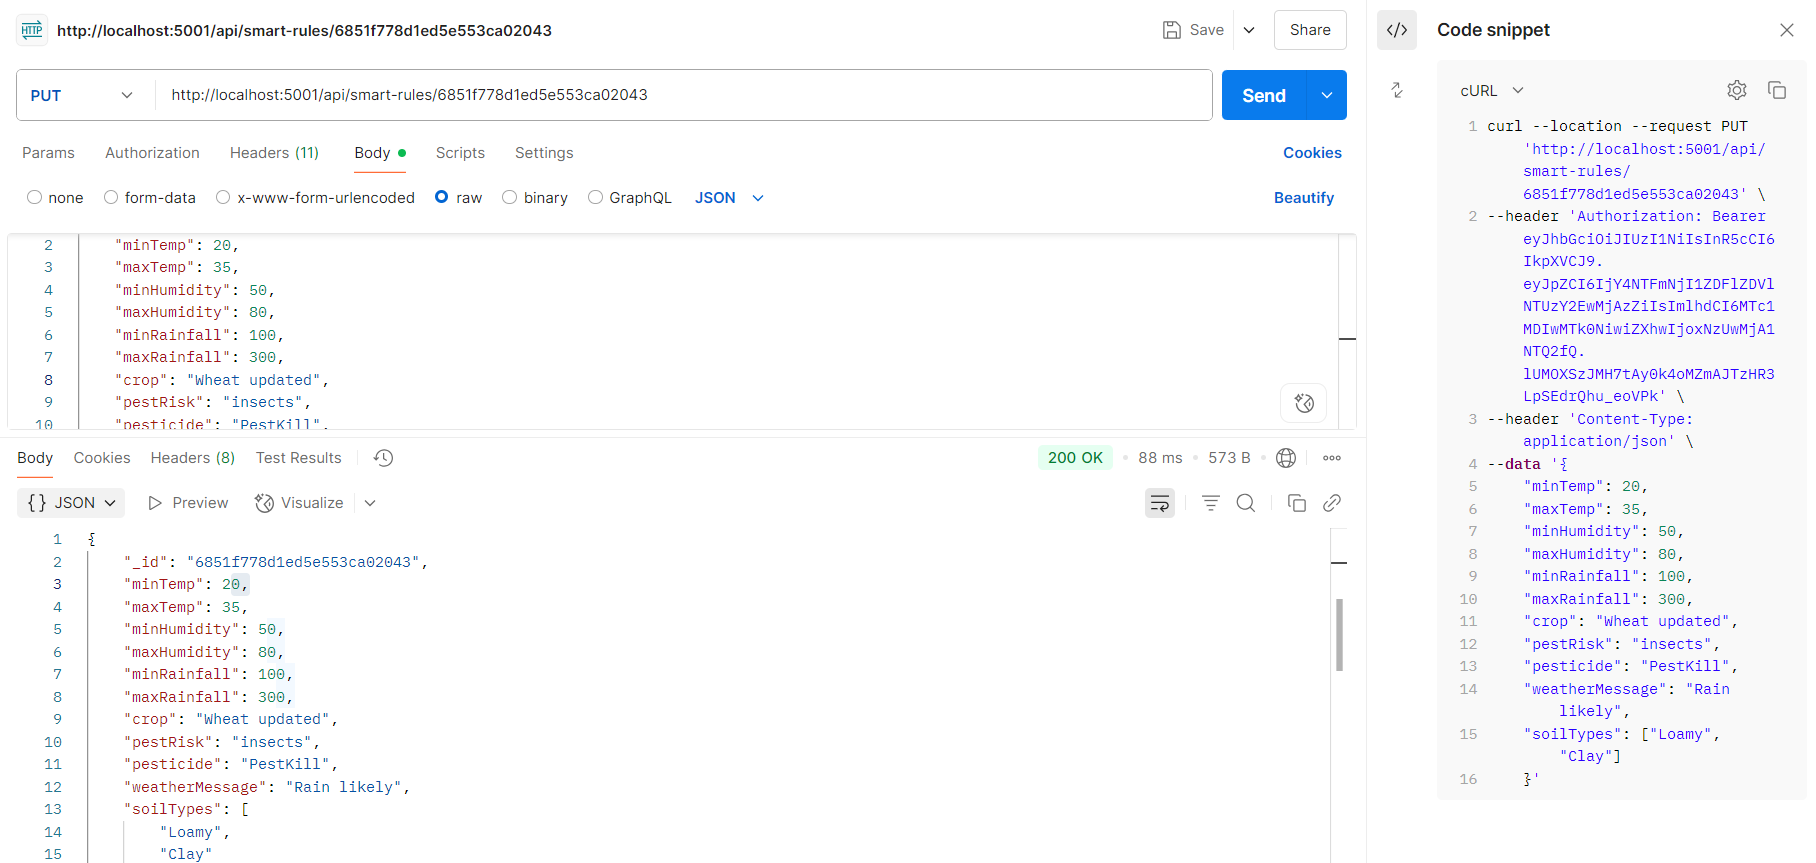 HTTP http://localhost:5001/api/smart-rules/6851f778d1ed5e553ca02043 Save Share
PUT http://localhost:5001/api/smart-rules/6851f778d1ed5e553ca02043 Send
Params Authorization Headers (11) Body Scripts Settings Cookies
none form-data x-www-form-urlencoded raw binary GraphQL JSON Beautify
2 "minTemp": 20,
3 "maxTemp": 35,
4 "minHumidity": 50,
5 "maxHumidity": 80,
6 "minRainfall": 100,
7 "maxRainfall": 300,
8 "crop": "Wheat updated",
9 "pestRisk": "insects",
10 "pesticide": "PestKill",
Body Cookies Headers (8) Test Results 200 OK • 88 ms • 573 B •
{} JSON Preview Visualize
1 {
2 "_id": "6851f778d1ed5e553ca02043",
3 "minTemp": 20,
4 "maxTemp": 35,
5 "minHumidity": 50,
6 "maxHumidity": 80,
7 "minRainfall": 100,
8 "maxRainfall": 300,
9 "crop": "Wheat updated",
10 "pestRisk": "insects",
11 "pesticide": "PestKill",
12 "weatherMessage": "Rain likely",
13 "soilTypes": [
14 "Loamy",
15 "Clay"
</> Code snippet
cURL
1 curl --location --request PUT
'http://localhost:5001/api/
smart-rules/
6851f778d1ed5e553ca02043' \
2 --header 'Authorization: Bearer
eyJhbGciOiJIUzI1NiIsInR5cCI6
IkpXVCJ9.
eyJpZCI6IjY4NTFmNjI1ZDFlZDVl
NTUzY2EwMjAzZiIsImlhdCI6MTc1
MDIwMTk0NiwiZXhwIjoxNzUwMjA1
NTQ2fQ.
lUMOXSzJMH7tAy0k4oMZmAJTzHR3
LpSEdrQhu_eoVPk' \
3 --header 'Content-Type:
application/json' \
4 --data '{
5 "minTemp": 20,
6 "maxTemp": 35,
7 "minHumidity": 50,
8 "maxHumidity": 80,
9 "minRainfall": 100,
10 "maxRainfall": 300,
11 "crop": "Wheat updated",
12 "pestRisk": "insects",
13 "pesticide": "PestKill",
14 "weatherMessage": "Rain
likely",
15 "soilTypes": ["Loamy",
"Clay"]
16 }'